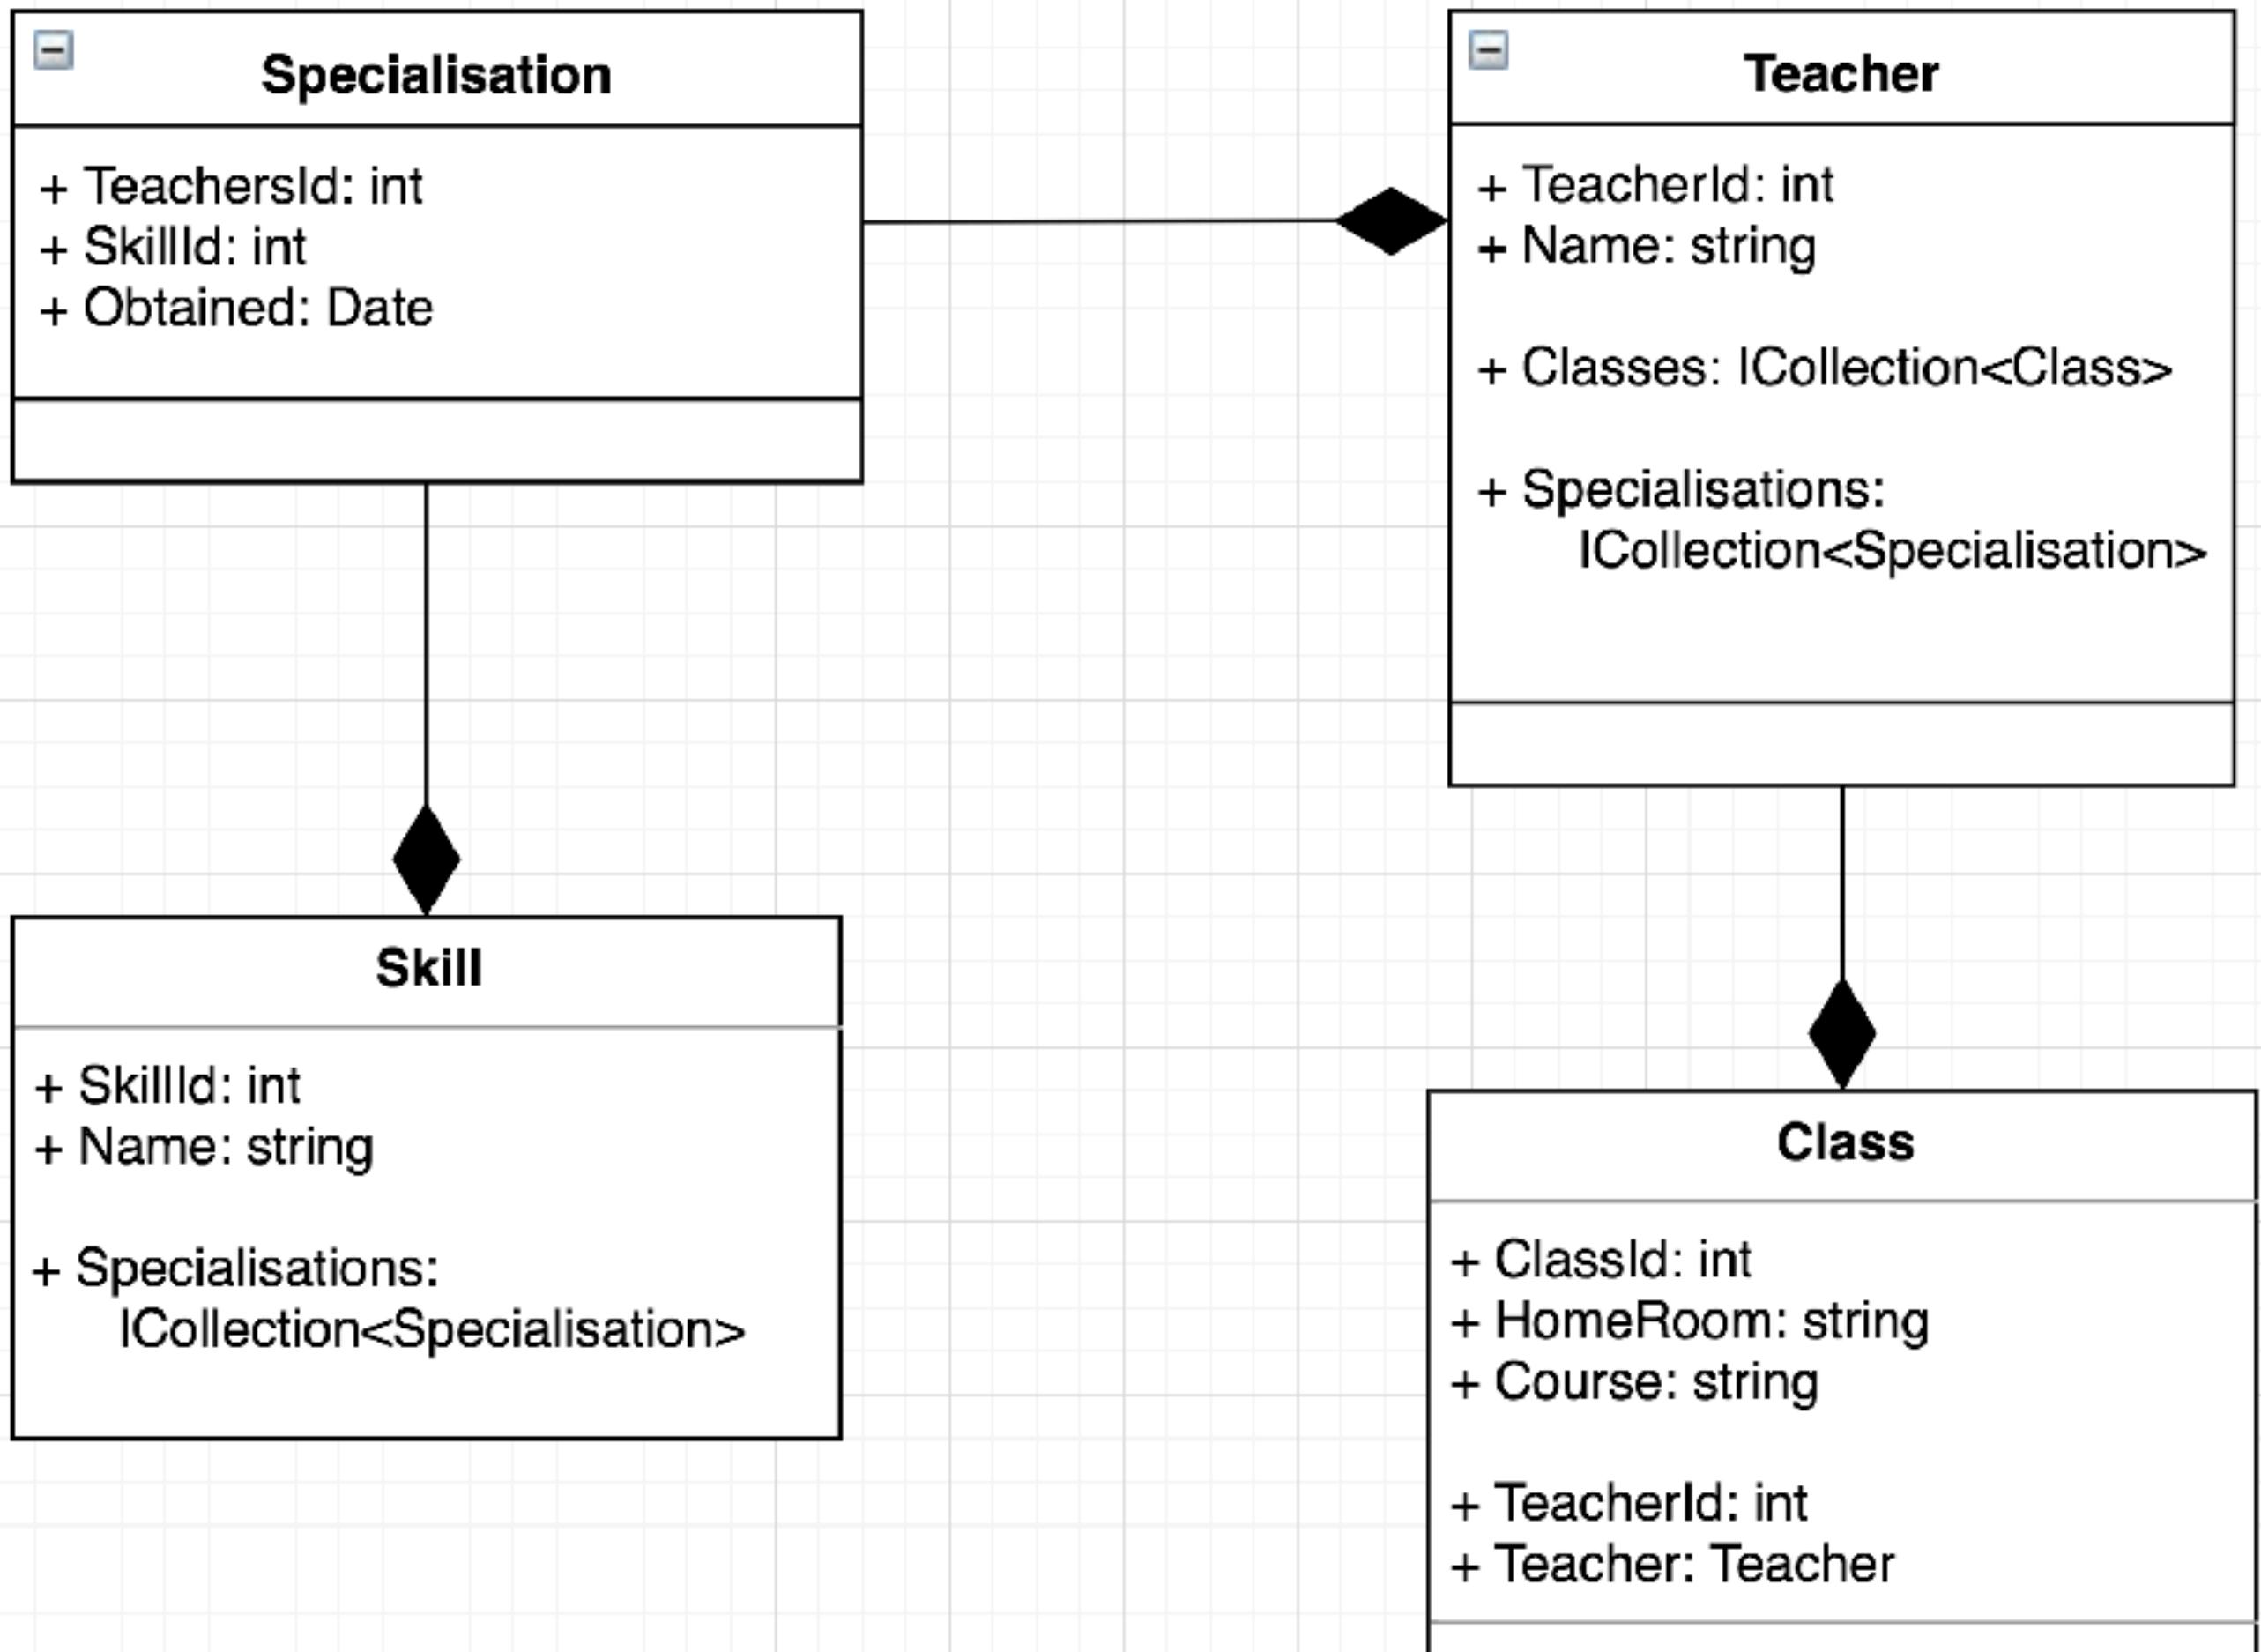 Specialisation
+ TeachersId: int
+ SkillId: int
+ Obtained: Date
Teacher
+ TeacherId: int
+ Name: string
+ Classes: ICollection<Class>
+ Specialisations:
ICollection<Specialisation>
Skill
+ SkillId: int
+ Name: string
+ Specialisations:
ICollection<Specialisation>
Class
+ ClassId: int
+ HomeRoom: string
+ Course: string
+ TeacherId: int
+ Teacher: Teacher